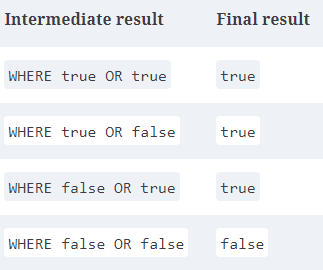 Intermediate result Final result
WHERE true OR true true
WHERE true OR false true
WHERE false OR true true
WHERE false OR false false